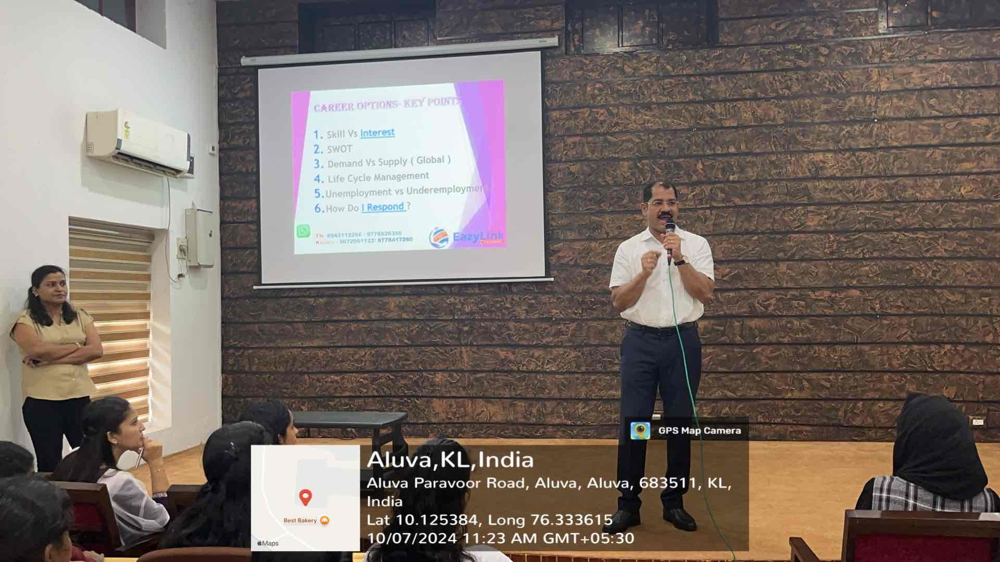 CAREER OPTIONS- KEY POINTS
1. Skill Vs Interest
2. SWOT
3. Demand Vs Supply ( Global )
4. Life Cycle Management
5. Unemployment vs Underemploymen
6. How Do I Respond ?
TN: 8943112266 : 9778626356
Kerala : 9072001122: 9778417260
EazyLink
GPS Map Camera
Aluva,KL,India
Aluva Paravoor Road, Aluva, Aluva, 683511, KL,
India
Lat 10.125384, Long 76.333615
10/07/2024 11:23 AM GMT+05:30
Best Bakery
Maps